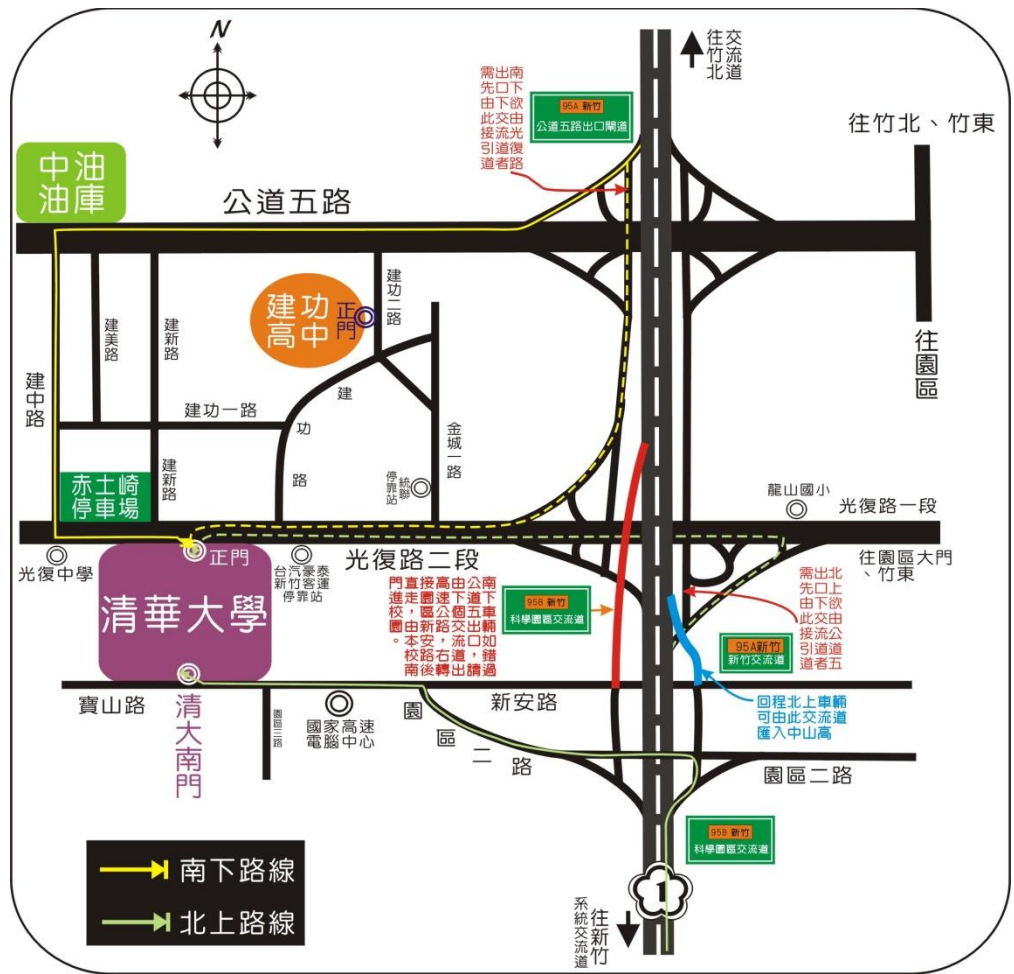 N
往竹北
交流道
95A 新竹
公道五路出口閘道
南下欲由光復路
出口下交流道者
需先由此接引道
往竹北、竹東
中油
油庫
公道五路
建功
高中
正門
建功二路
建美路
建新路
建中路
往園區
建功一路
建功路
金城一路
建新路
赤土崎
停車場
統聯
停靠站
龍山國小
光復路一段
正門
光復中學
台汽豪泰
新竹客運
停靠站
光復路二段
往園區大門
、竹東
清華大學
南下車輛如錯過
公道五出口，請
由下個交流道出
高速公路，右轉
接園區新安路後
直走，由本校南
門進校園。
95B 新竹
科學園區交流道
95A新竹
新竹交流道
北上欲由公道五
出口下交流道者
需先由此接引道
寶山路
清大南門
園區三路
國家高速
電腦中心
園區二路
新安路
回程北上車輛
可由此交流道
匯入中山高
園區二路
95B 新竹
科學園區交流道
1
往新竹
系統交流道
南下路線
北上路線